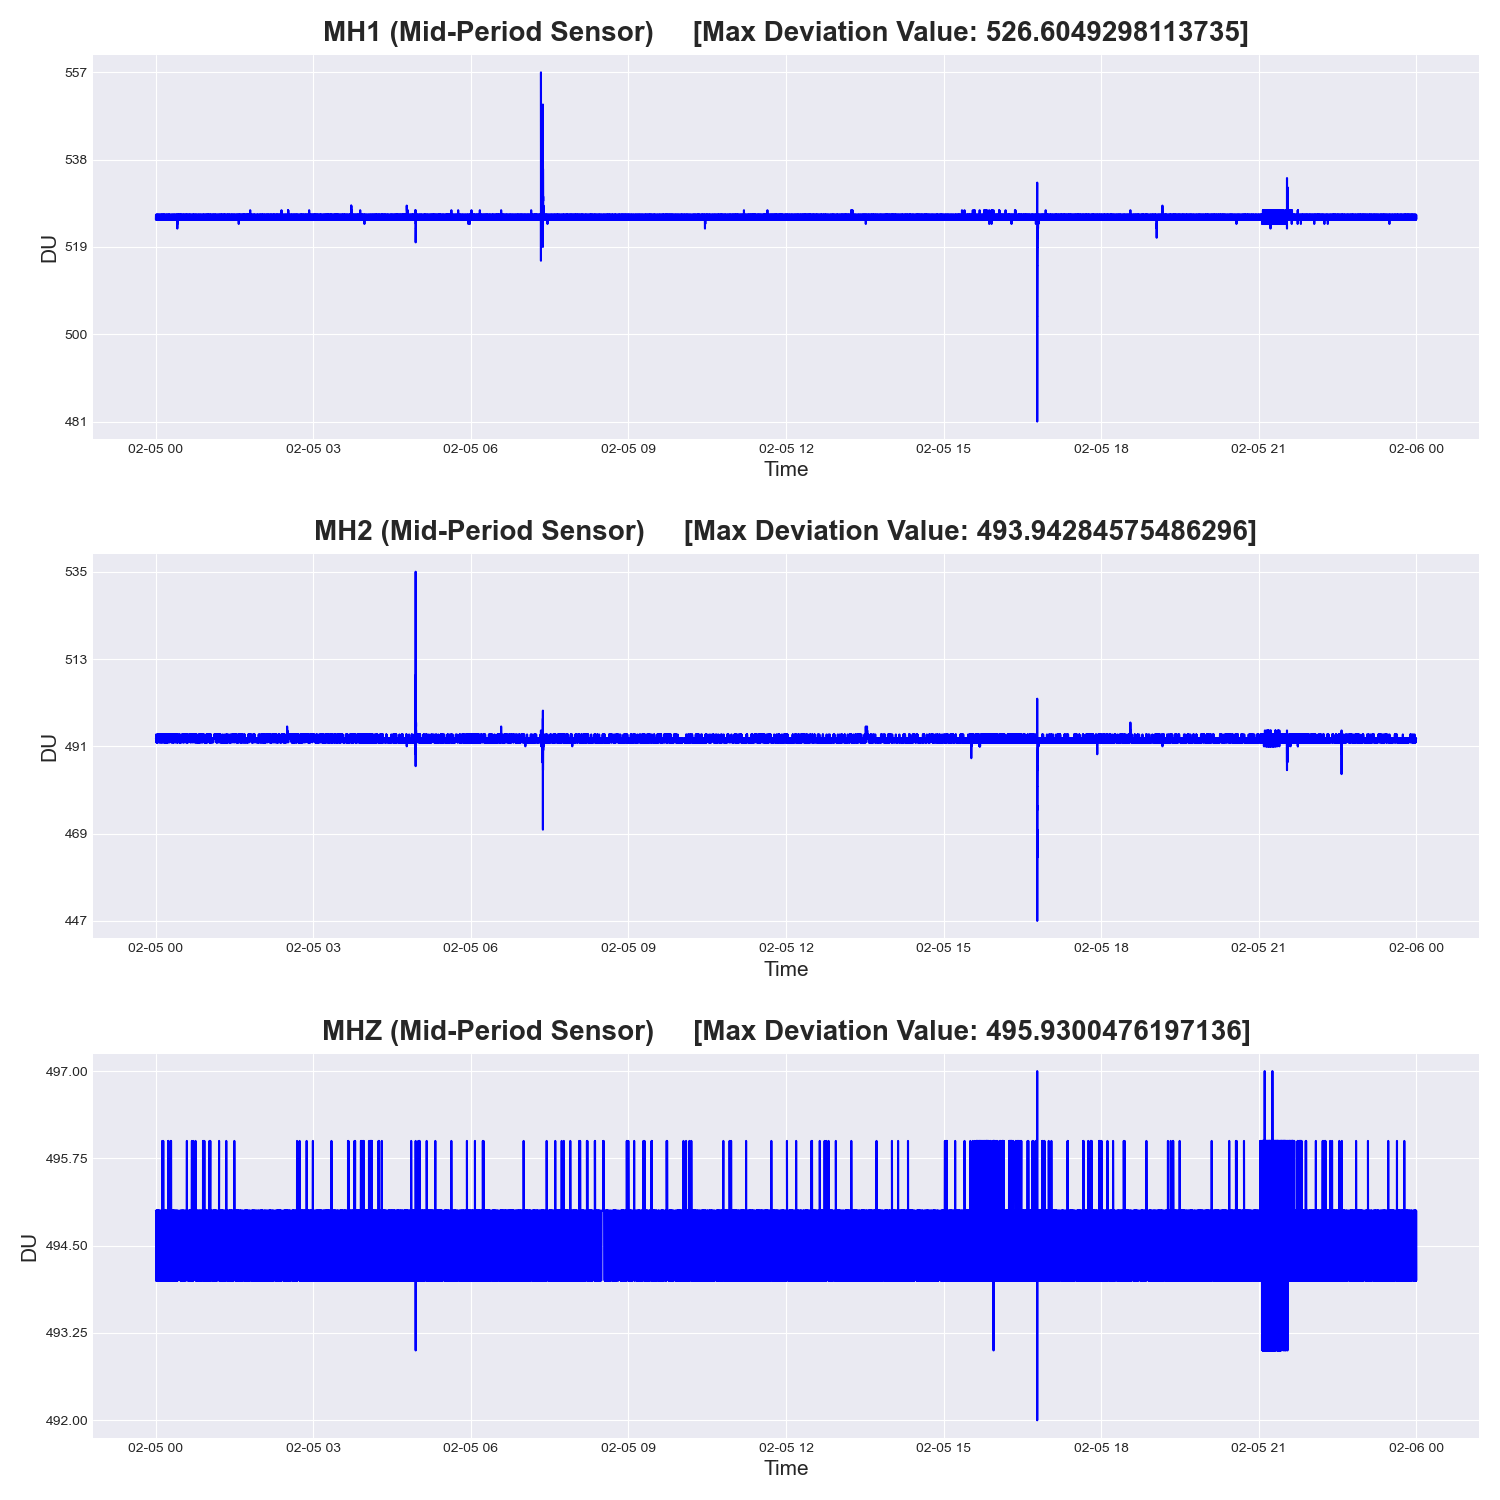 MH1 (Mid-Period Sensor) [Max Deviation Value: 526.6049298113735]
557
538
519
500
481
DU
02-05 00 02-05 03 02-05 06 02-05 09 02-05 12 02-05 15 02-05 18 02-05 21 02-06 00
Time
MH2 (Mid-Period Sensor) [Max Deviation Value: 493.94284575486296]
535
513
491
469
447
DU
02-05 00 02-05 03 02-05 06 02-05 09 02-05 12 02-05 15 02-05 18 02-05 21 02-06 00
Time
MHZ (Mid-Period Sensor) [Max Deviation Value: 495.9300476197136]
497.00
495.75
494.50
493.25
492.00
DU
02-05 00 02-05 03 02-05 06 02-05 09 02-05 12 02-05 15 02-05 18 02-05 21 02-06 00
Time